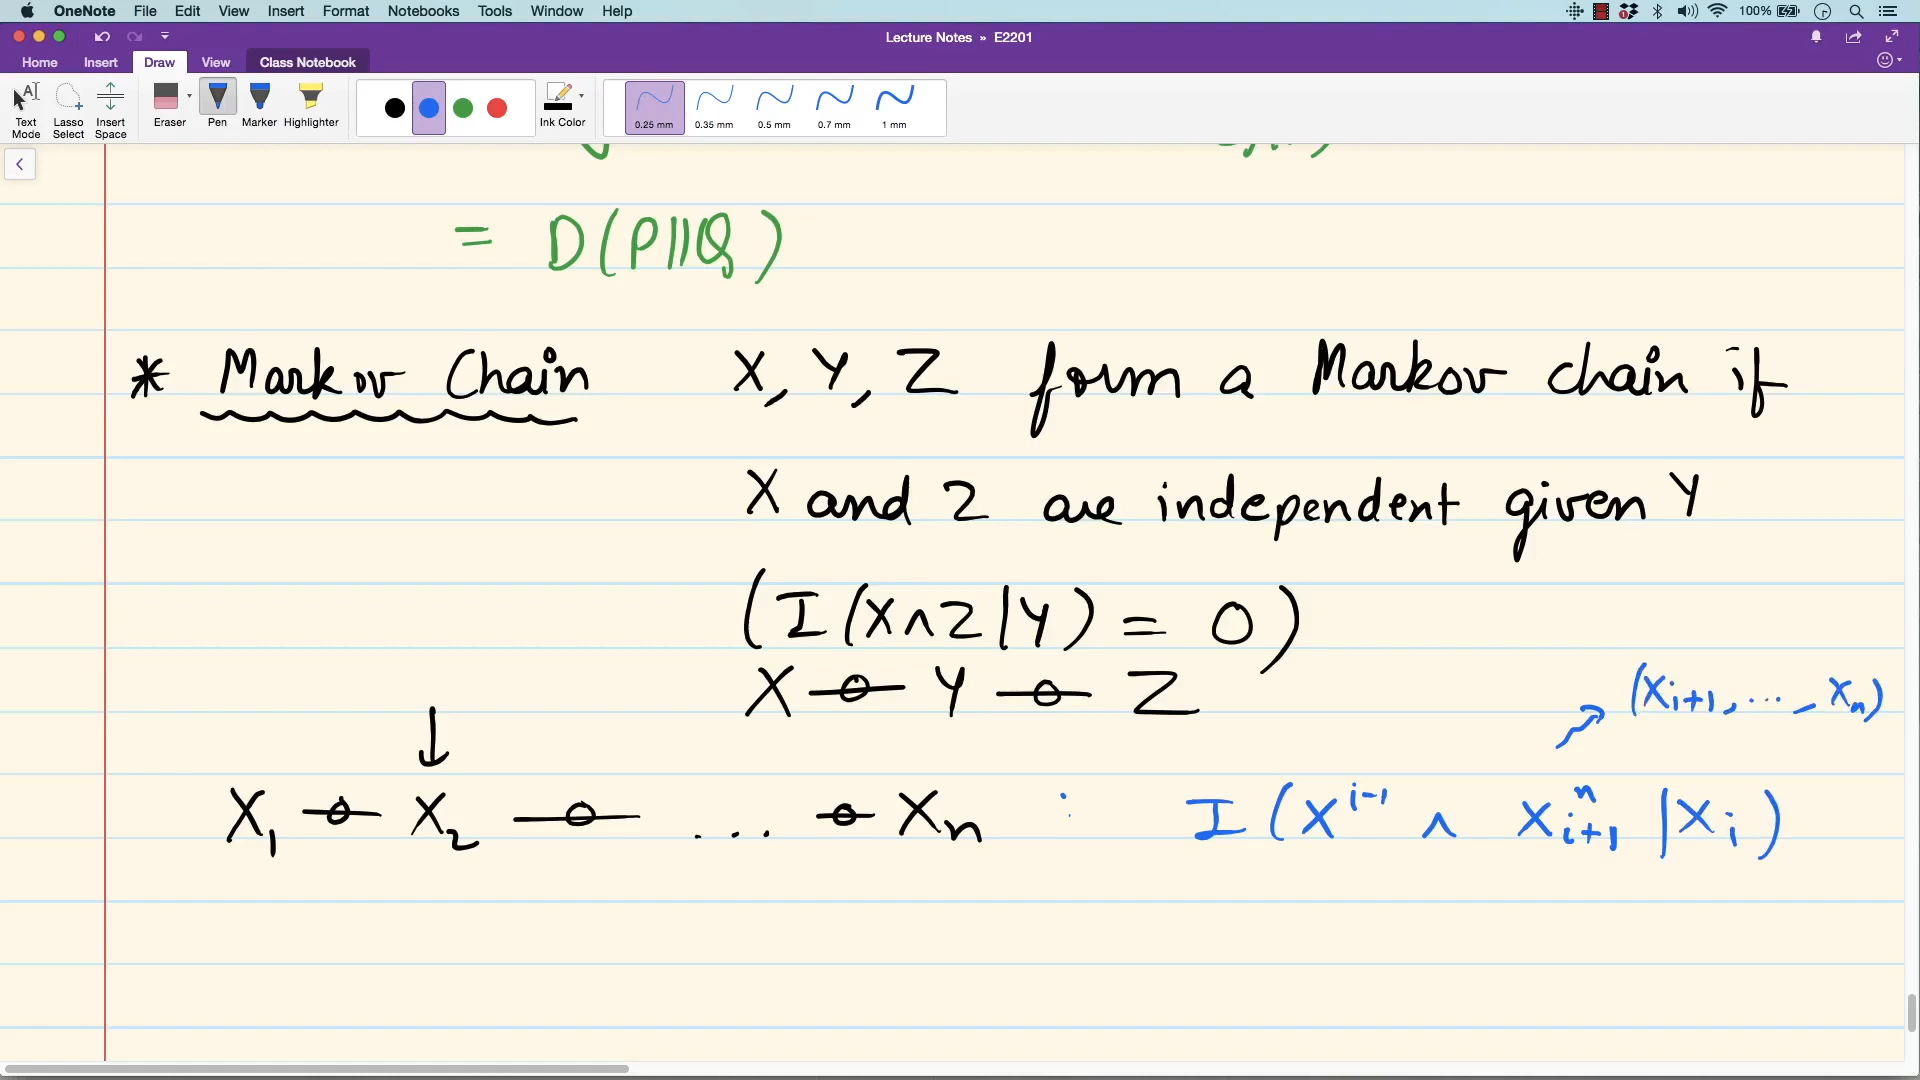 OneNote File Edit View Insert Format Notebooks Tools Window Help 100%
Lecture Notes » E2201
Home Insert Draw View Class Notebook
Text Mode Lasso Select Insert Space Eraser Pen Marker Highlighter Ink Color 0.25 mm 0.35 mm 0.5 mm 0.7 mm 1 mm
= D(P||Q)
* Markov Chain X, Y, Z form a Markov chain if
X and Z are independent given Y
(I(X∧Z|Y) = 0)
X -o- Y -o- Z
(X_{i+1}, ..., X_n)
X_1 -o- X_2 -o- ... -o- X_n : I(X^{i-1} ∧ X_{i+1}^n | X_i)